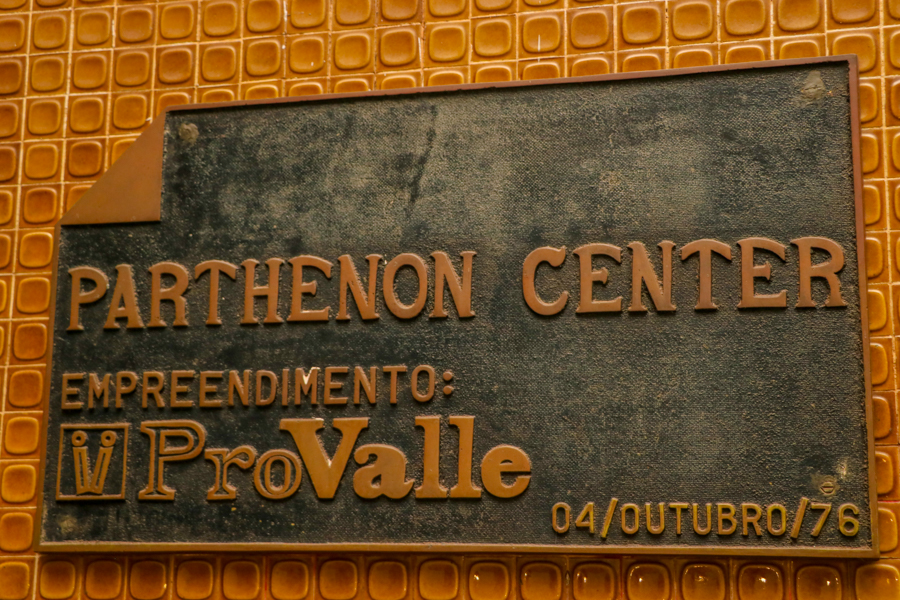 PARTHENON CENTER
EMPREENDIMENTO:
ProValle
04/OUTUBRO/76